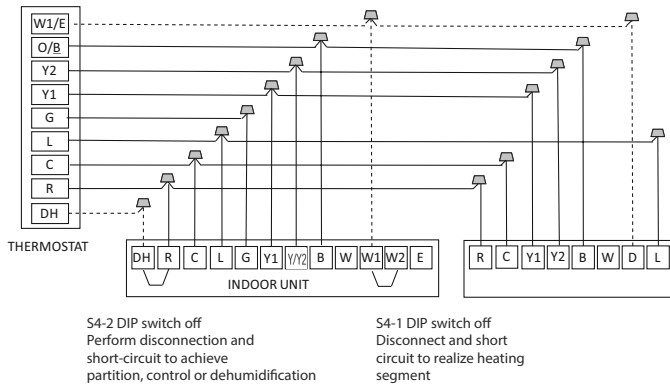 W1/E
O/B
Y2
Y1
G
L
C
R
DH
THERMOSTAT
DH R C L G Y1 Y/Y2 B W W1 W2 E
INDOOR UNIT
R C Y1 Y2 B W D L
S4-2 DIP switch off
Perform disconnection and
short-circuit to achieve
partition, control or dehumidification
S4-1 DIP switch off
Disconnect and short
circuit to realize heating
segment